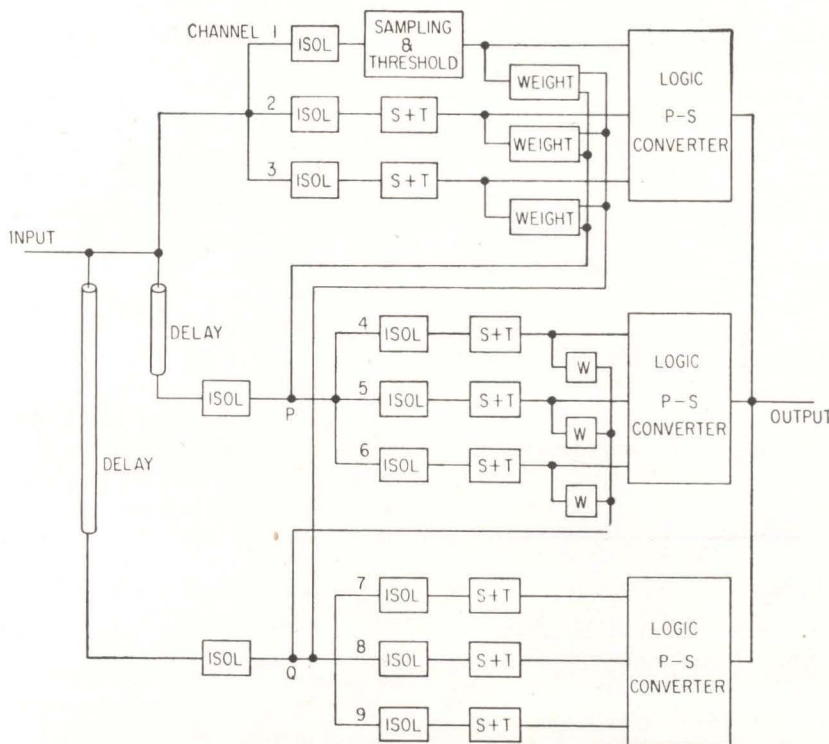 CHANNEL 1
ISOL
SAMPLING
&
THRESHOLD
WEIGHT
LOGIC
P-S
CONVERTER
2
ISOL
S+T
WEIGHT
3
ISOL
S+T
WEIGHT
INPUT
DELAY
ISOL
P
4
ISOL
S+T
W
LOGIC
P-S
CONVERTER
OUTPUT
5
ISOL
S+T
W
6
ISOL
S+T
W
DELAY
ISOL
Q
7
ISOL
S+T
LOGIC
P-S
CONVERTER
8
ISOL
S+T
9
ISOL
S+T